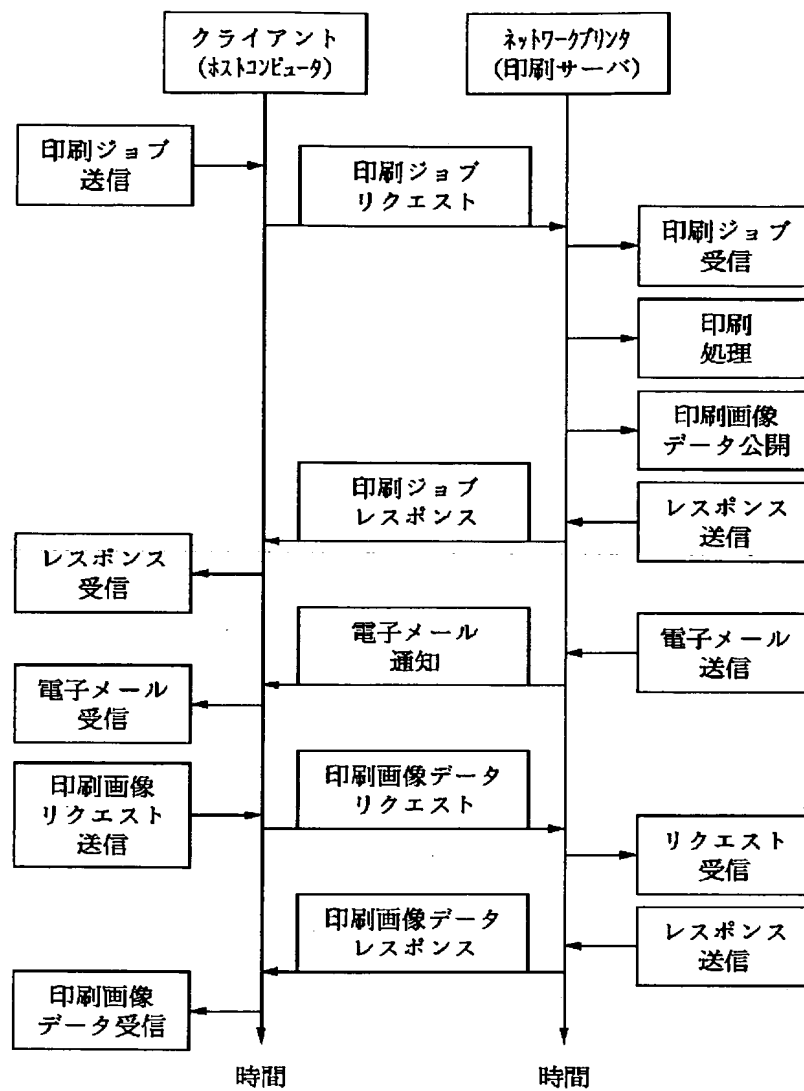 クライアント
(ホストコンピュータ)
ネットワークプリンタ
(印刷サーバ)
印刷ジョブ
送信
印刷ジョブ
リクエスト
印刷ジョブ
受信
印刷
処理
印刷画像
データ公開
印刷ジョブ
レスポンス
レスポンス
送信
レスポンス
受信
電子メール
通知
電子メール
送信
電子メール
受信
印刷画像
リクエスト
送信
印刷画像データ
リクエスト
リクエスト
受信
印刷画像データ
レスポンス
レスポンス
送信
印刷画像
データ受信
時間
時間